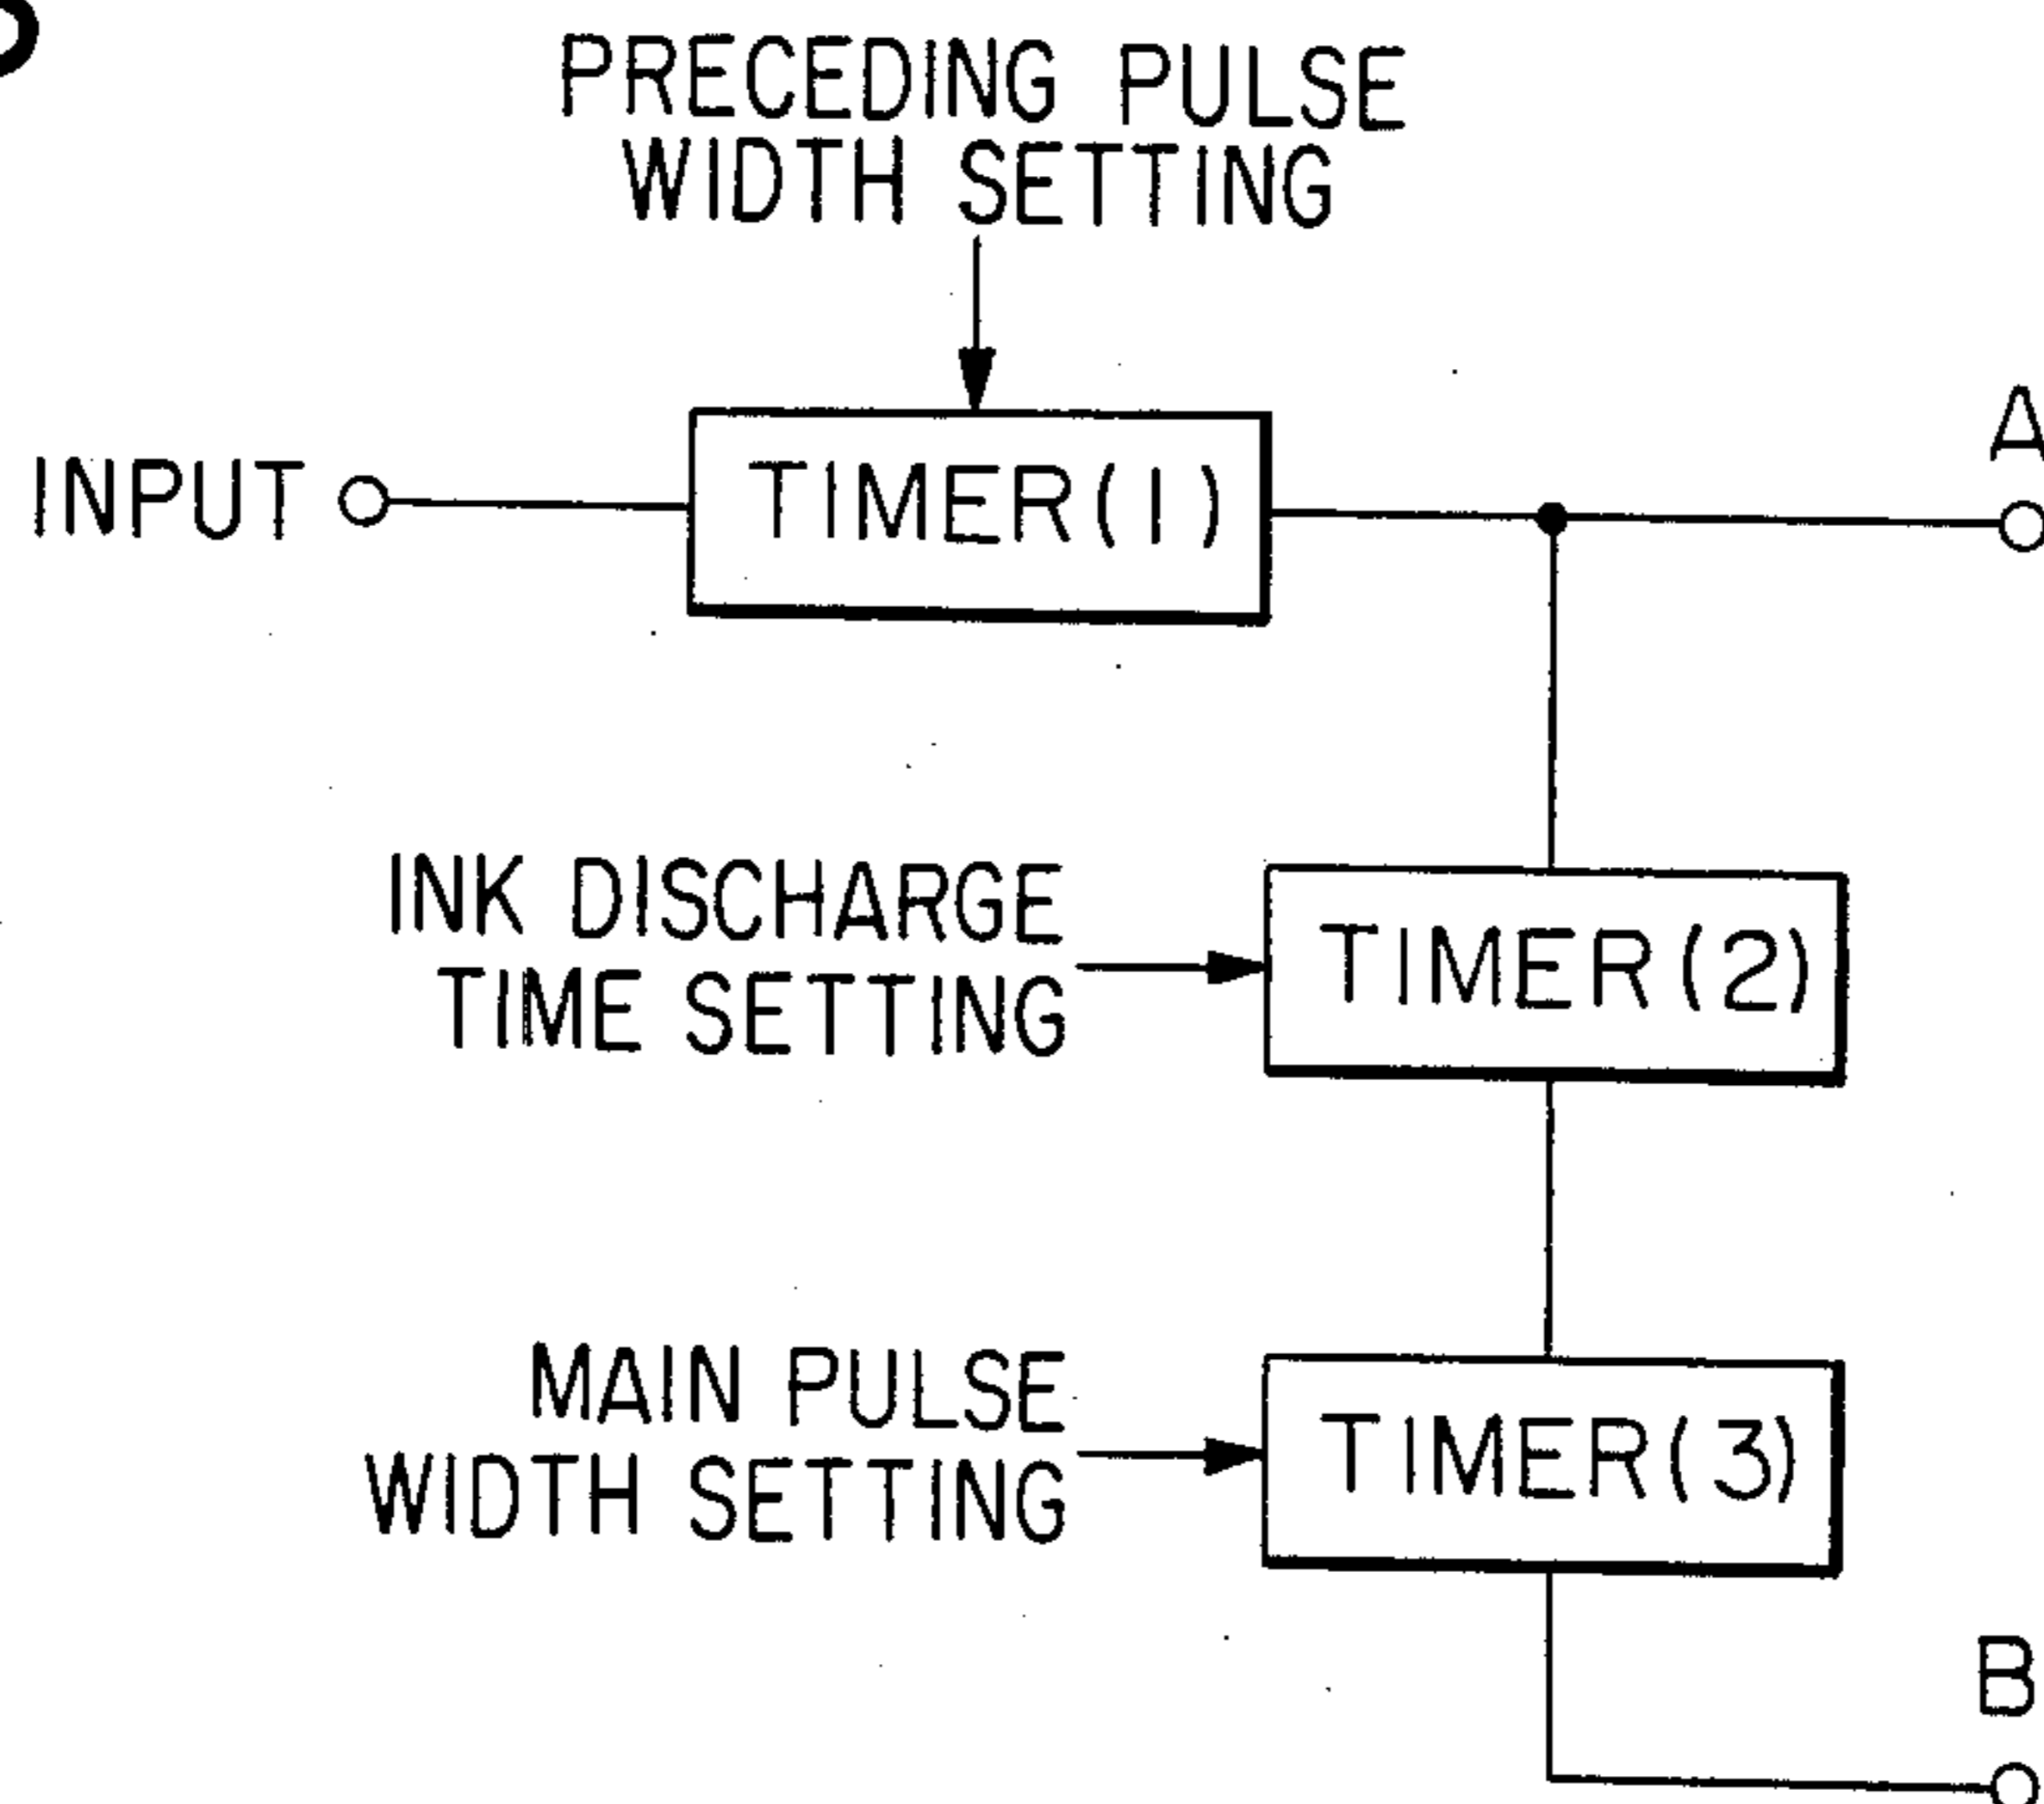 PRECEDING PULSE
WIDTH SETTING
A
INPUT
TIMER(1)
INK DISCHARGE
TIME SETTING
TIMER(2)
MAIN PULSE
WIDTH SETTING
TIMER(3)
B